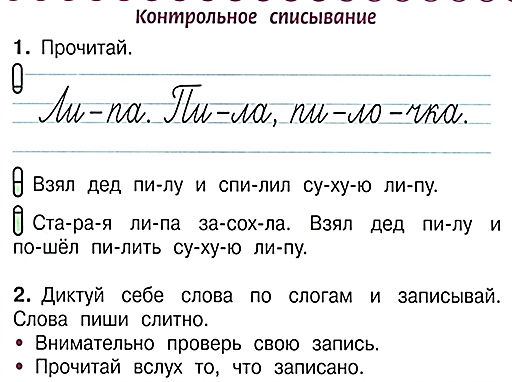 Контрольное списывание
1. Прочитай.
Ли-па. Пи-ла, пи-ло-чка.
Взял дед пи-лу и спи-лил су-ху-ю ли-пу.
Ста-ра-я ли-па за-сох-ла. Взял дед пи-лу и
по-шёл пи-лить су-ху-ю ли-пу.
2. Диктуй себе слова по слогам и записывай.
Слова пиши слитно.
• Внимательно проверь свою запись.
• Прочитай вслух то, что записано.